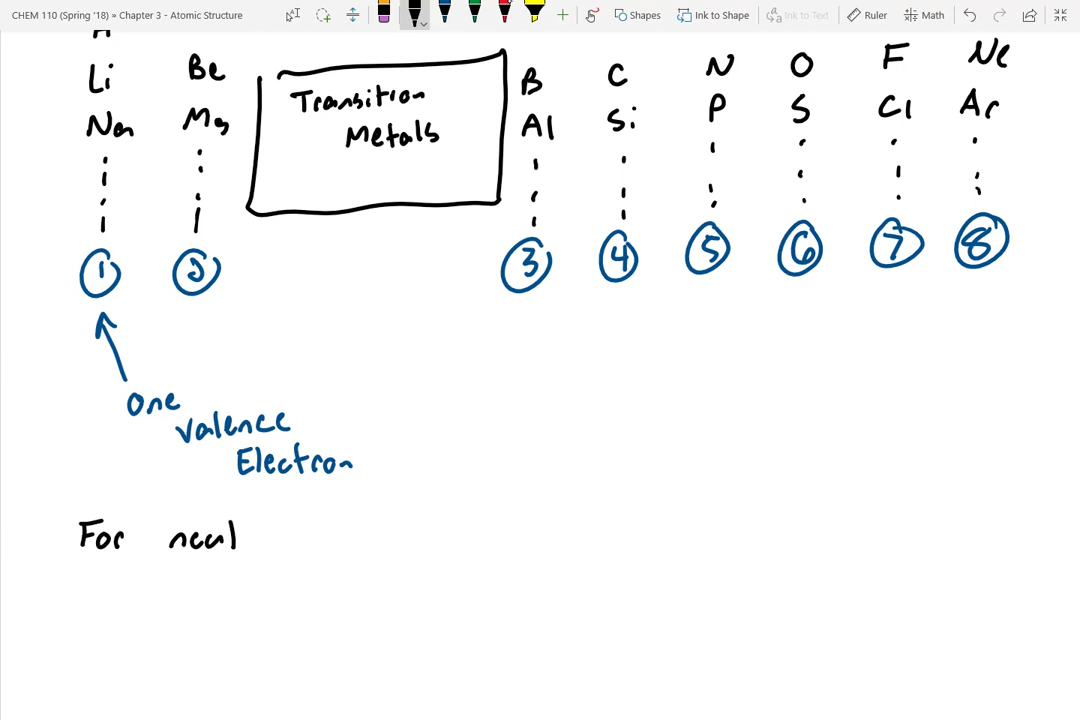 CHEM 110 (Spring '18) » Chapter 3 - Atomic Structure
Shapes Ink to Shape Ink to Text Ruler Math
H
Li Be B C N O F Ne
Na Mg Al Si P S Cl Ar
Transition
Metals
1 2 3 4 5 6 7 8
One
Valence
Electron
For neut